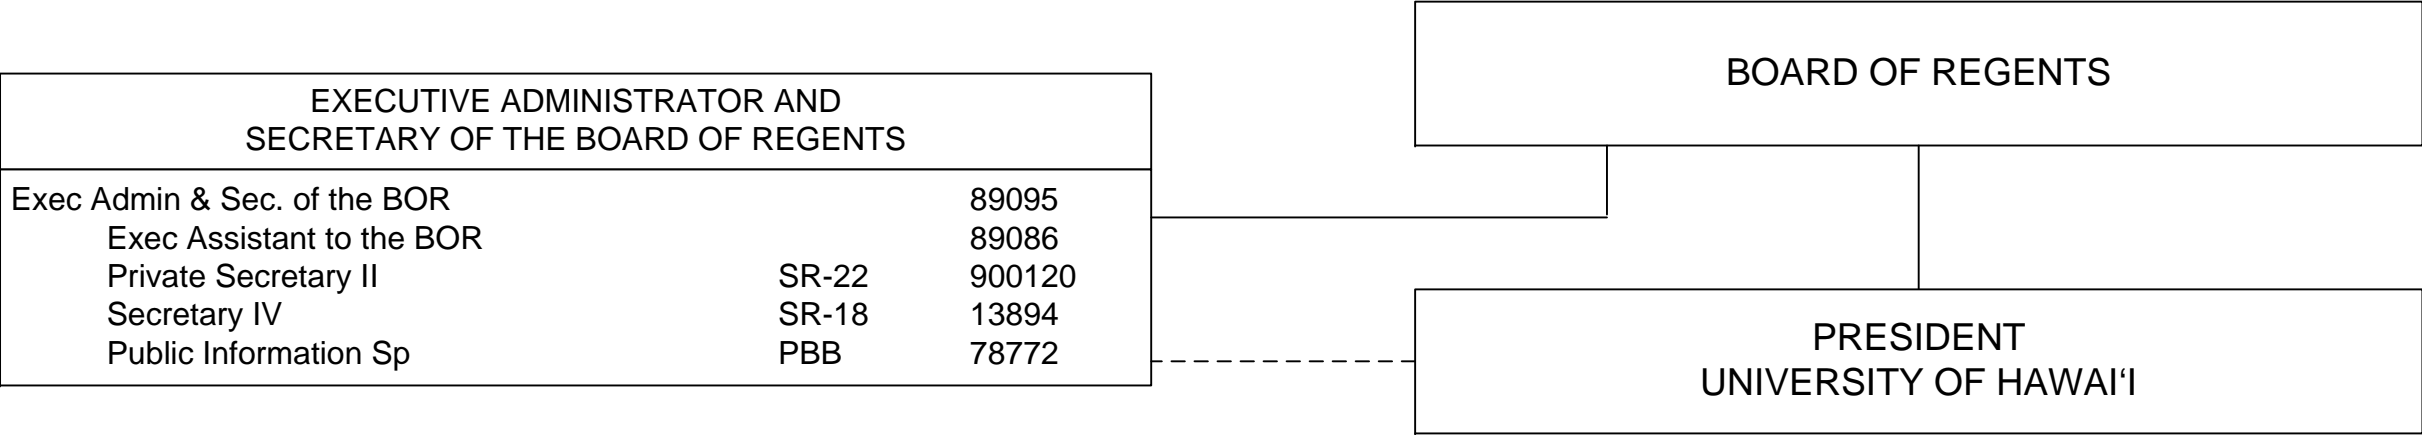 BOARD OF REGENTS
EXECUTIVE ADMINISTRATOR AND
SECRETARY OF THE BOARD OF REGENTS
Exec Admin & Sec. of the BOR 89095
Exec Assistant to the BOR 89086
Private Secretary II SR-22 900120
Secretary IV SR-18 13894
Public Information Sp PBB 78772
PRESIDENT
UNIVERSITY OF HAWAI‘I